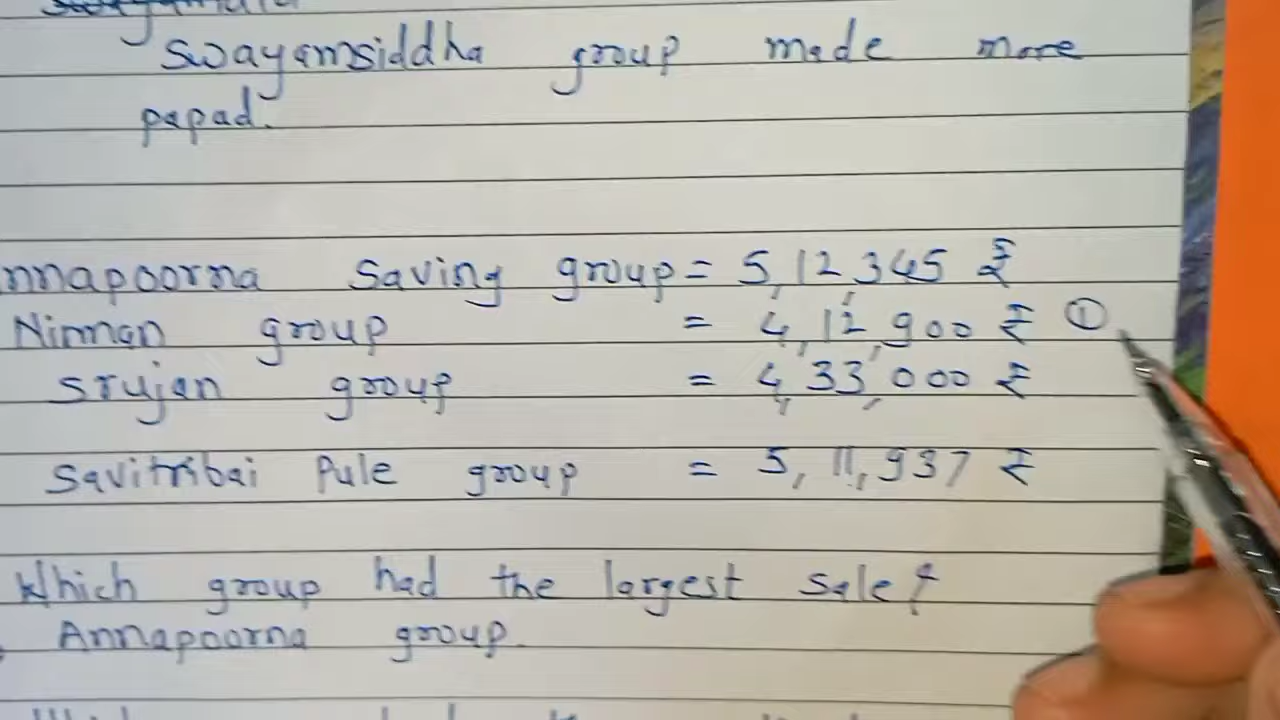 Swayamsiddha group made more
papad.
nnapoorna Saving group = 5,12,345 ₹
Nirman group = 4,12,900 ₹ ①
Srujan group = 4,33,000 ₹
Savitribai Pule group = 5,11,937 ₹
Which group had the largest sale?
Annapoorna group.